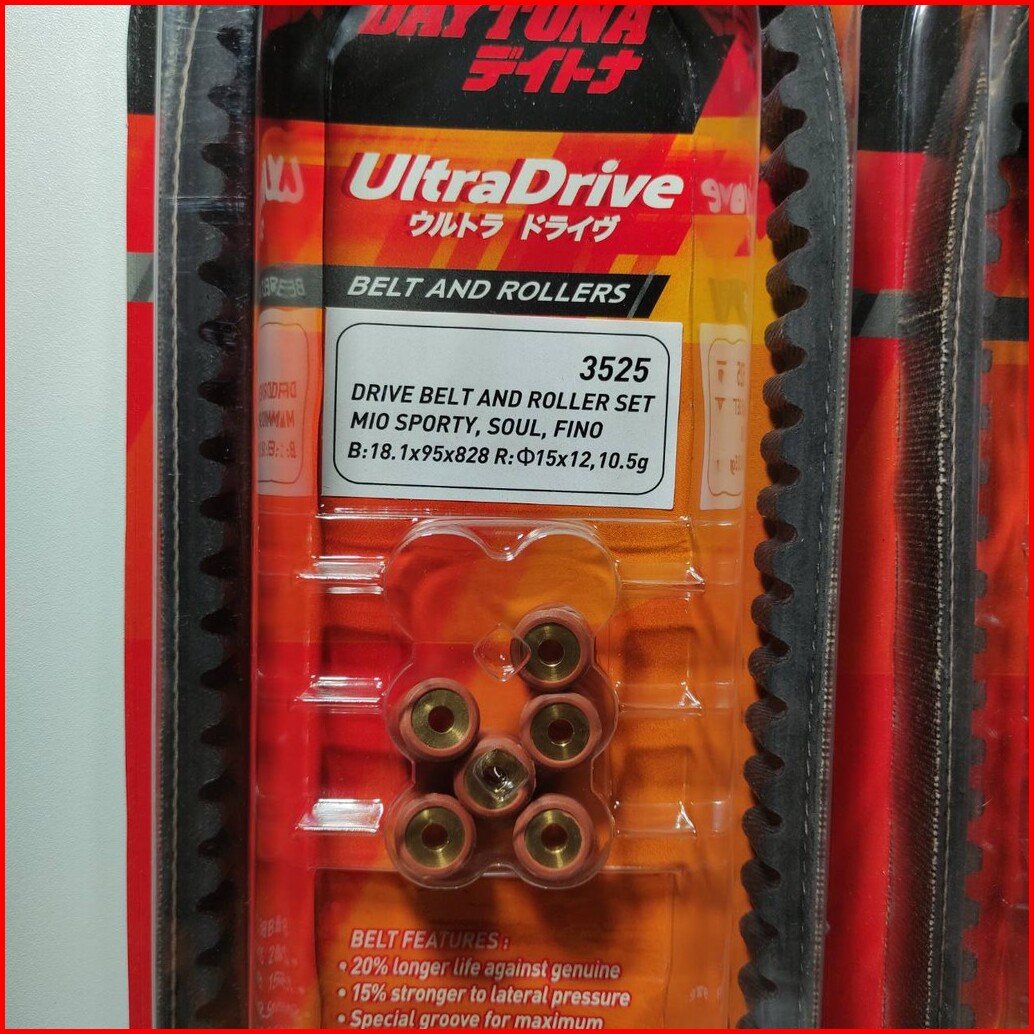 DAYTONA
デイトナ
UltraDrive
ウルトラ ドライヴ
BELT AND ROLLERS
3525
DRIVE BELT AND ROLLER SET
MIO SPORTY, SOUL, FINO
B:18.1x95x828 R:Φ15x12,10.5g
BELT FEATURES :
• 20% longer life against genuine
• 15% stronger to lateral pressure
• Special groove for maximum